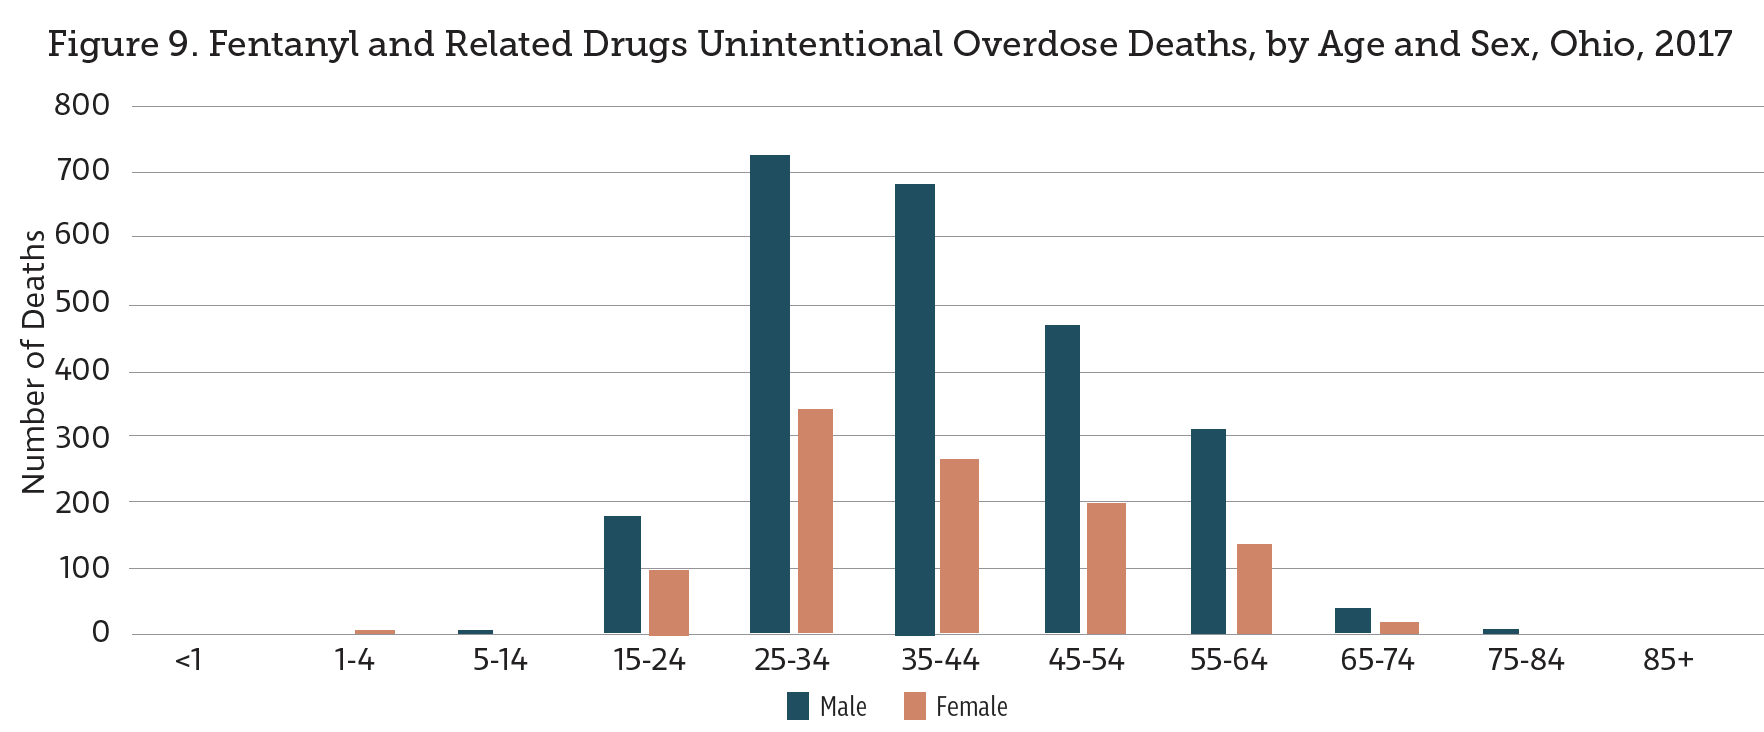 Figure 9. Fentanyl and Related Drugs Unintentional Overdose Deaths, by Age and Sex, Ohio, 2017
800
700
600
500
400
300
200
100
0
Number of Deaths
<1 1-4 5-14 15-24 25-34 35-44 45-54 55-64 65-74 75-84 85+
Male Female